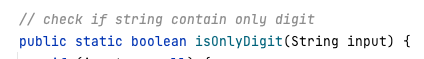 // check if string contain only digit
public static boolean isOnlyDigit(String input) {